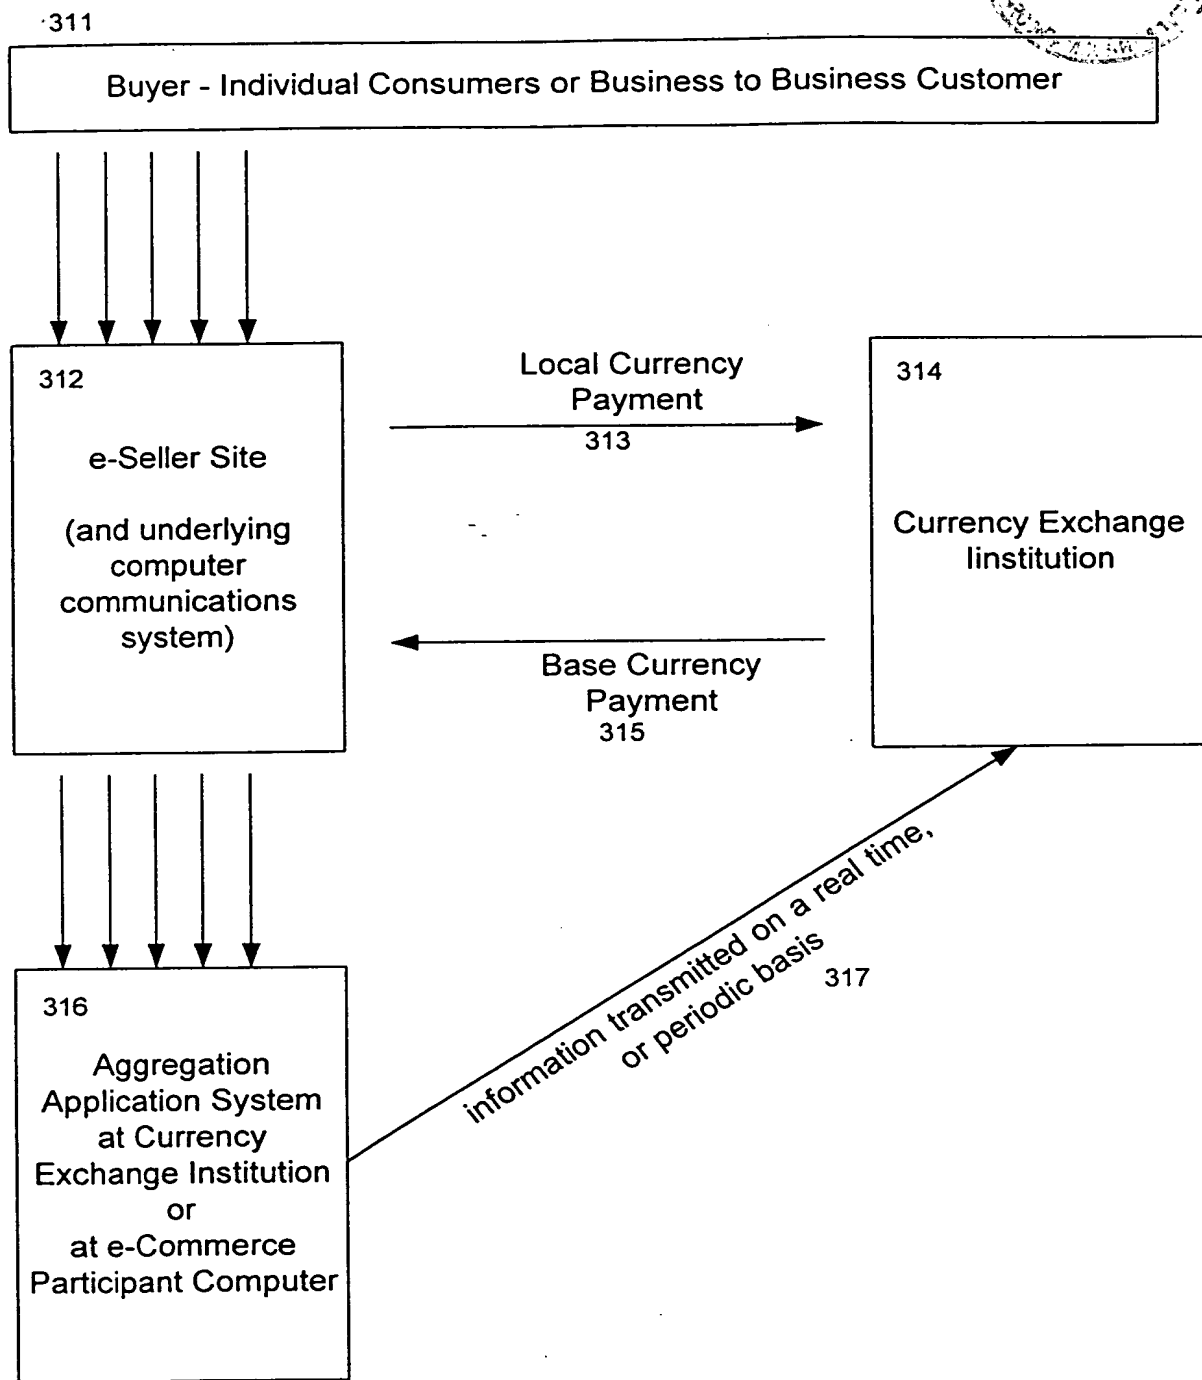 311
Buyer - Individual Consumers or Business to Business Customer
312
e-Seller Site
(and underlying
computer
communications
system)
Local Currency
Payment
313
314
Currency Exchange
Iinstitution
Base Currency
Payment
315
information transmitted on a real time,
or periodic basis
317
316
Aggregation
Application System
at Currency
Exchange Institution
or
at e-Commerce
Participant Computer